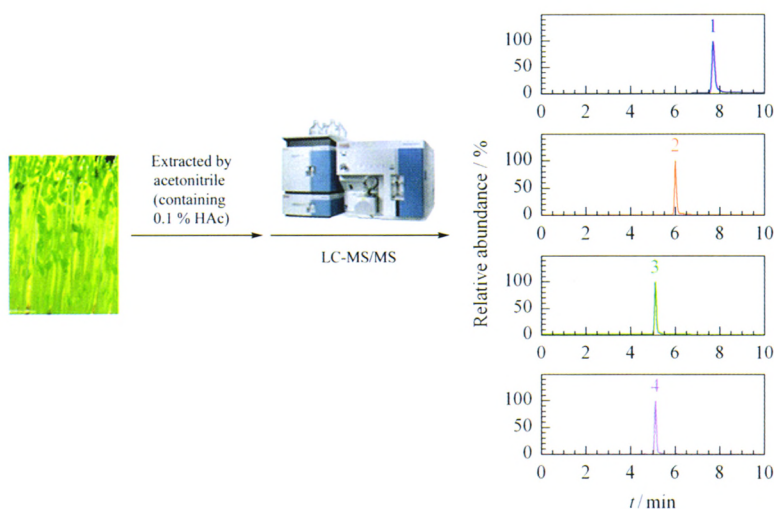 Extracted by
acetonitrile
(containing
0.1 % HAc)
LC-MS/MS
Relative abundance / %
1
100
50
0
0 2 4 6 8 10
2
100
50
0
0 2 4 6 8 10
3
100
50
0
0 2 4 6 8 10
4
100
50
0
0 2 4 6 8 10
t / min